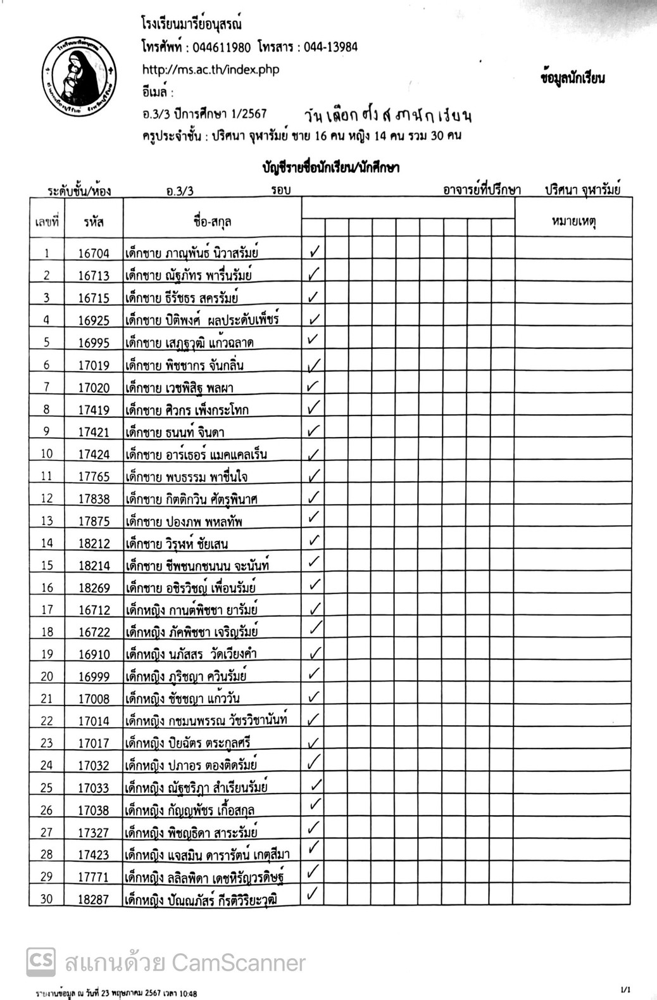 โรงเรียนมารีย์อนุสรณ์
โทรศัพท์ : 044611980 โทรสาร : 044-13984
http://ms.ac.th/index.php
ข้อมูลนักเรียน
อีเมล์ :
อ.3/3 ปีการศึกษา 1/2567 วันเลือกตั้งสภานักเรียน
ครูประจำชั้น : ปริศนา จุฬารัมย์ ชาย 16 คน หญิง 14 คน รวม 30 คน
บัญชีรายชื่อนักเรียน/นักศึกษา
ระดับชั้น/ห้อง อ.3/3 รอบ อาจารย์ที่ปรึกษา ปริศนา จุฬารัมย์
เลขที่ รหัส ชื่อ-สกุล หมายเหตุ
1 16704 เด็กชาย ภาณุพันธ์ นิวาสรัมย์ ✓
2 16713 เด็กชาย ณัฐภัทร พารื่นรัมย์ ✓
3 16715 เด็กชาย ธีรัชธร สครรัมย์ ✓
4 16925 เด็กชาย ปิติพงศ์ ผลประดับเพ็ชร์ ✓
5 16995 เด็กชาย เสฏฐวุฒิ แก้วฉลาด ✓
6 17019 เด็กชาย พิชชากร จันกลิ่น ✓
7 17020 เด็กชาย เวชพิสิฐ พลผา ✓
8 17419 เด็กชาย ศิวกร เพ็งกระโทก ✓
9 17421 เด็กชาย ธนนท์ จินดา ✓
10 17424 เด็กชาย อาร์เธอร์ แมคแคลเร็น ✓
11 17765 เด็กชาย พบธรรม พาชื่นใจ ✓
12 17838 เด็กชาย กิตติกวิน ศัตรูพินาศ ✓
13 17875 เด็กชาย ปองภพ พหลทัพ ✓
14 18212 เด็กชาย วิรุฬห์ ชัยเสน ✓
15 18214 เด็กชาย ชีพชนกชนนน จะนันท์ ✓
16 18269 เด็กชาย อชิรวิชญ์ เพื่อนรัมย์ ✓
17 16712 เด็กหญิง กานต์พิชชา ยารัมย์ ✓
18 16722 เด็กหญิง ภัคพิชชา เจริญรัมย์ ✓
19 16910 เด็กหญิง นภัสสร วัดเวียงคำ ✓
20 16999 เด็กหญิง ภูริชญา ควินรัมย์ ✓
21 17008 เด็กหญิง ชัชชญา แก้ววัน ✓
22 17014 เด็กหญิง กชมนพรรณ วัชรวิชานันท์ ✓
23 17017 เด็กหญิง ปิยฉัตร ตระกูลศรี ✓
24 17032 เด็กหญิง ปภาอร ตองติดรัมย์ ✓
25 17033 เด็กหญิง ณัฐชริฎา สำเรียนรัมย์ ✓
26 17038 เด็กหญิง กัญญพัชร เกื้อสกุล ✓
27 17327 เด็กหญิง พิชญธิดา สาระรัมย์ ✓
28 17423 เด็กหญิง แจสมิน ดารารัตน์ เกตุสีมา ✓
29 17771 เด็กหญิง ลลิลพิดา เดชหิรัญวรดิษฐ์ ✓
30 18287 เด็กหญิง ปัณณภัสร์ กีรติวิริยะวุฒิ ✓
CS สแกนด้วย CamScanner
รายงานข้อมูล ณ วันที่ 23 พฤษภาคม 2567 เวลา 10:48 1/1